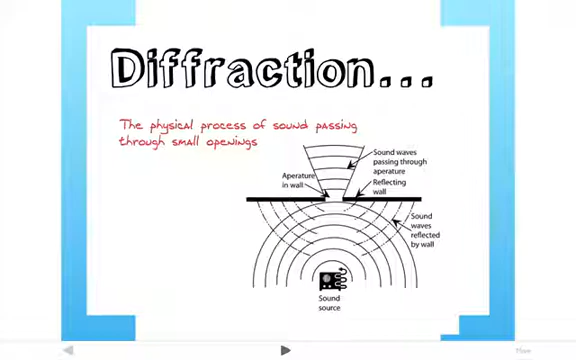 Diffraction...
The physical process of sound passing
through small openings
Sound waves
passing through
aperature
Aperature
in wall
Reflecting
wall
Sound
waves
reflected
by wall
Sound
source